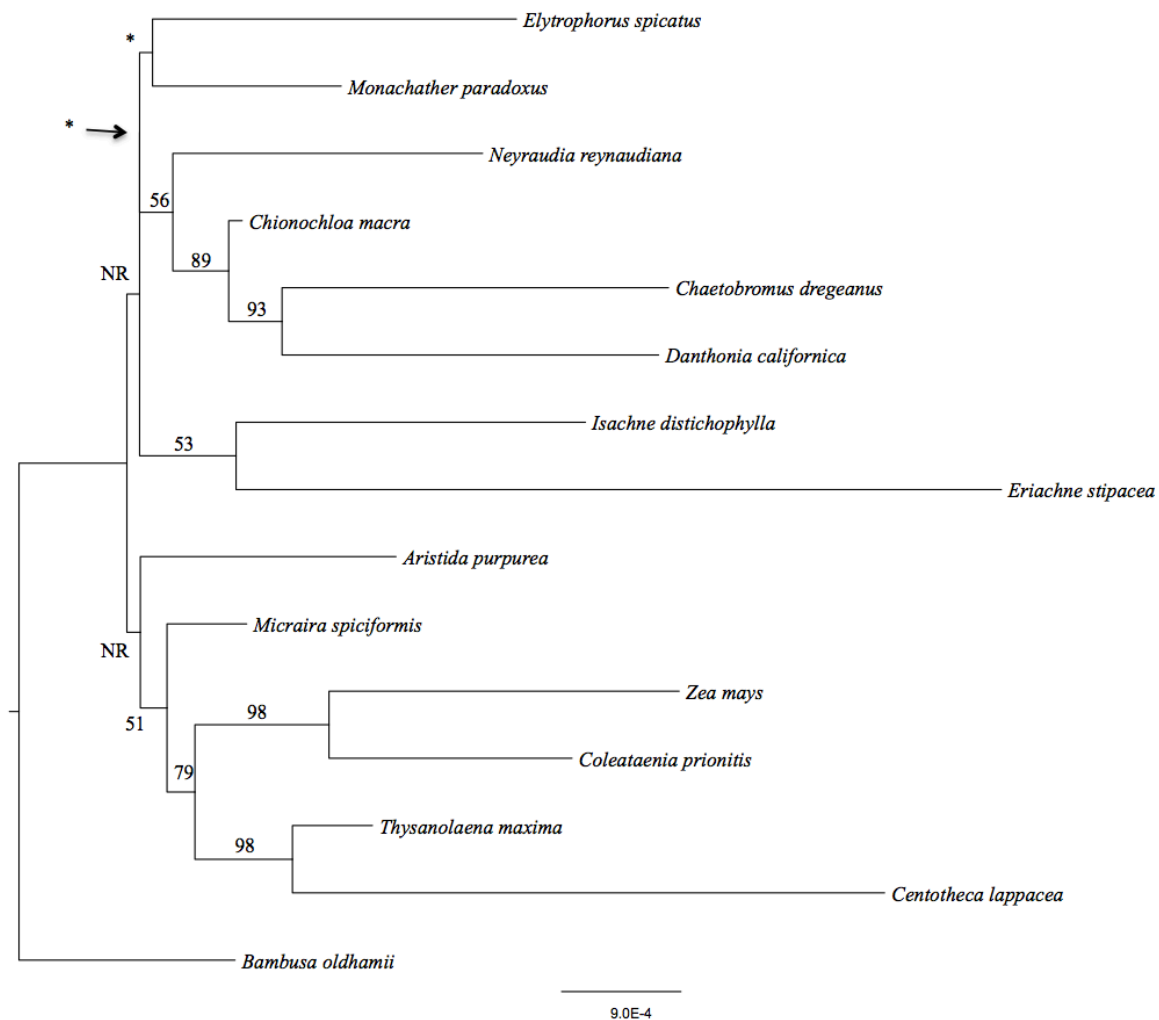 Elytrophorus spicatus
*
Monachather paradoxus
*
Neyraudia reynaudiana
56
Chionochloa macra
89
NR
Chaetobromus dregeanus
93
Danthonia californica
Isachne distichophylla
53
Eriachne stipacea
Aristida purpurea
Micraira spiciformis
NR
Zea mays
98
51
Coleataenia prionitis
79
Thysanolaena maxima
98
Centotheca lappacea
Bambusa oldhamii
9.0E-4